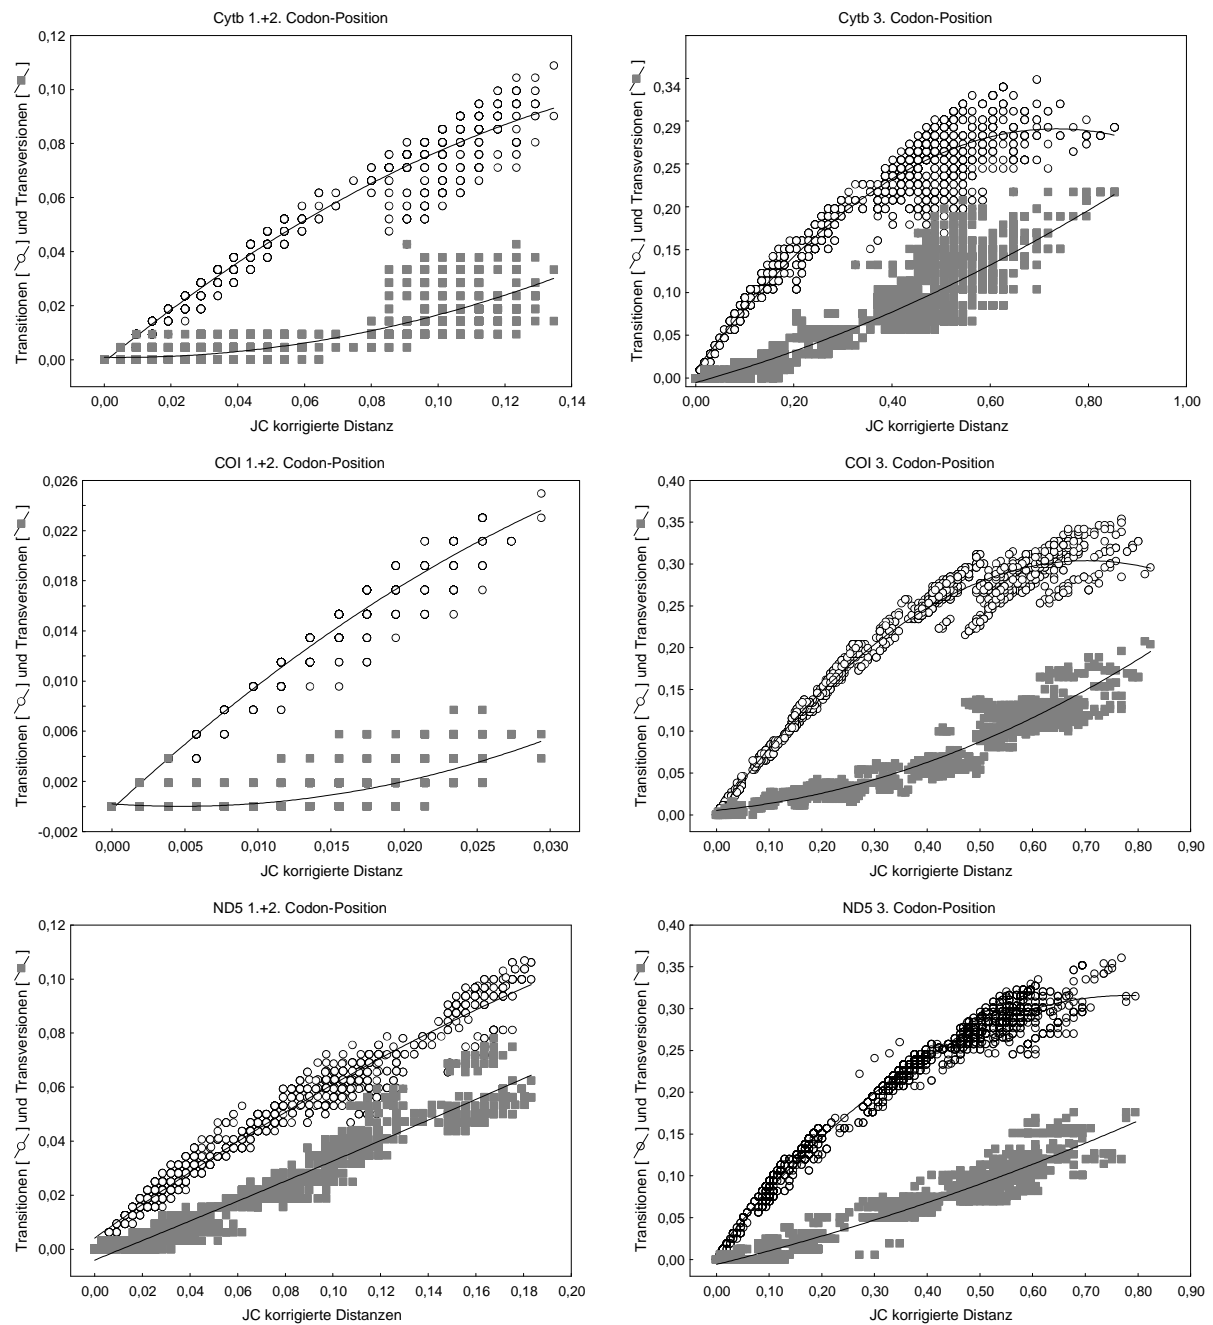 Cytb 1.+2. Codon-Position
Transitionen [ ] und Transversionen [ ]
0,12
0,10
0,08
0,06
0,04
0,02
0,00
0,00 0,02 0,04 0,06 0,08 0,10 0,12 0,14
JC korrigierte Distanz
Cytb 3. Codon-Position
Transitionen [ ] und Transversionen [ ]
0,34
0,29
0,25
0,20
0,15
0,10
0,05
0,00
0,00 0,20 0,40 0,60 0,80 1,00
JC korrigierte Distanz
COI 1.+2. Codon-Position
Transitionen [ ] und Transversionen [ ]
0,026
0,022
0,018
0,014
0,010
0,006
0,002
-0,002
0,000 0,005 0,010 0,015 0,020 0,025 0,030
JC korrigierte Distanz
COI 3. Codon-Position
Transitionen [ ] und Transversionen [ ]
0,40
0,35
0,30
0,25
0,20
0,15
0,10
0,05
0,00
0,00 0,10 0,20 0,30 0,40 0,50 0,60 0,70 0,80 0,90
JC korrigierte Distanz
ND5 1.+2. Codon-Position
Transitionen [ ] und Transversionen [ ]
0,12
0,10
0,08
0,06
0,04
0,02
0,00
0,00 0,02 0,04 0,06 0,08 0,10 0,12 0,14 0,16 0,18 0,20
JC korrigierte Distanzen
ND5 3. Codon-Position
Transitionen [ ] und Transversionen [ ]
0,40
0,35
0,30
0,25
0,20
0,15
0,10
0,05
0,00
0,00 0,10 0,20 0,30 0,40 0,50 0,60 0,70 0,80 0,90
JC korrigierte Distanz